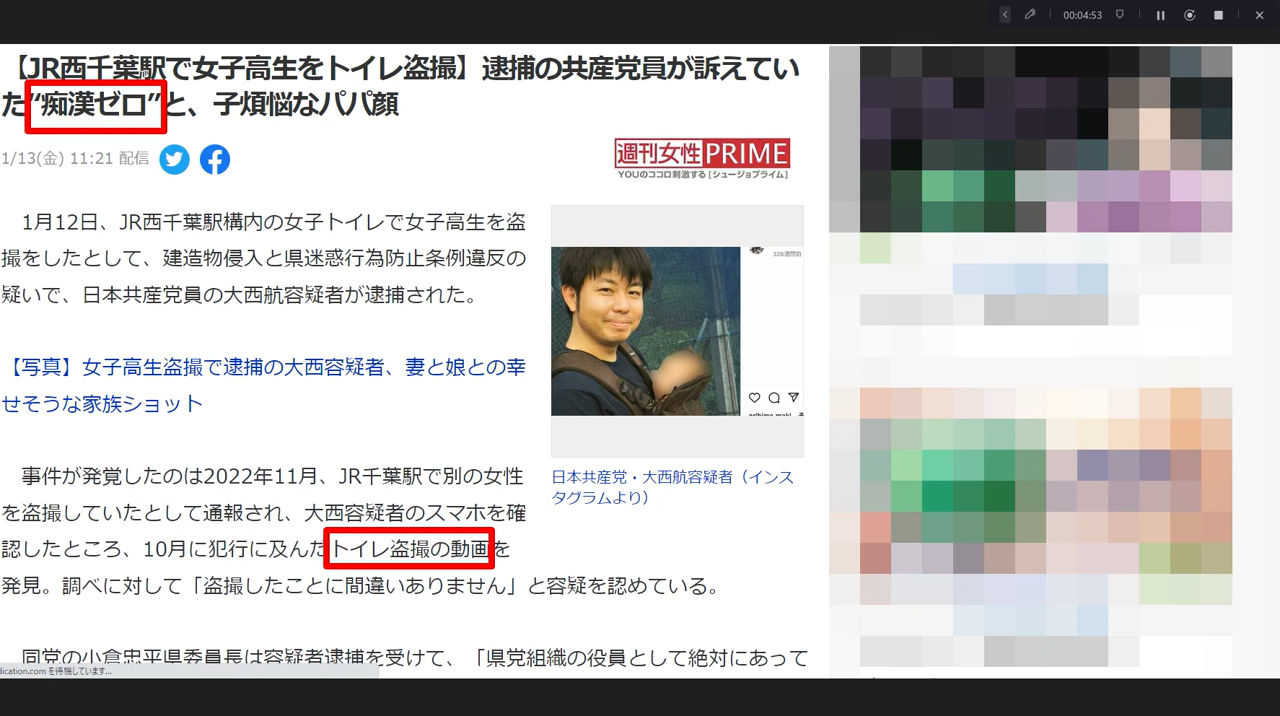 00:04:53
【JR西千葉駅で女子高生をトイレ盗撮】逮捕の共産党員が訴えてい
た“痴漢ゼロ”と、子煩悩なパパ顔
1/13(金) 11:21 配信
週刊女性PRIME
YOUのココロ刺激する[シュージョプライム]
1月12日、JR西千葉駅構内の女子トイレで女子高生を盗
撮をしたとして、建造物侵入と県迷惑行為防止条例違反の
疑いで、日本共産党員の大西航容疑者が逮捕された。
326週間前
【写真】女子高生盗撮で逮捕の大西容疑者、妻と娘との幸
せそうな家族ショット
日本共産党・大西航容疑者（インス
タグラムより）
事件が発覚したのは2022年11月、JR千葉駅で別の女性
を盗撮していたとして通報され、大西容疑者のスマホを確
認したところ、10月に犯行に及んだトイレ盗撮の動画を
発見。調べに対して「盗撮したことに間違いありません」と容疑を認めている。
同党の小倉忠平県委員長は容疑者逮捕を受けて、「県党組織の役員として絶対にあって
dication.com を待機しています...